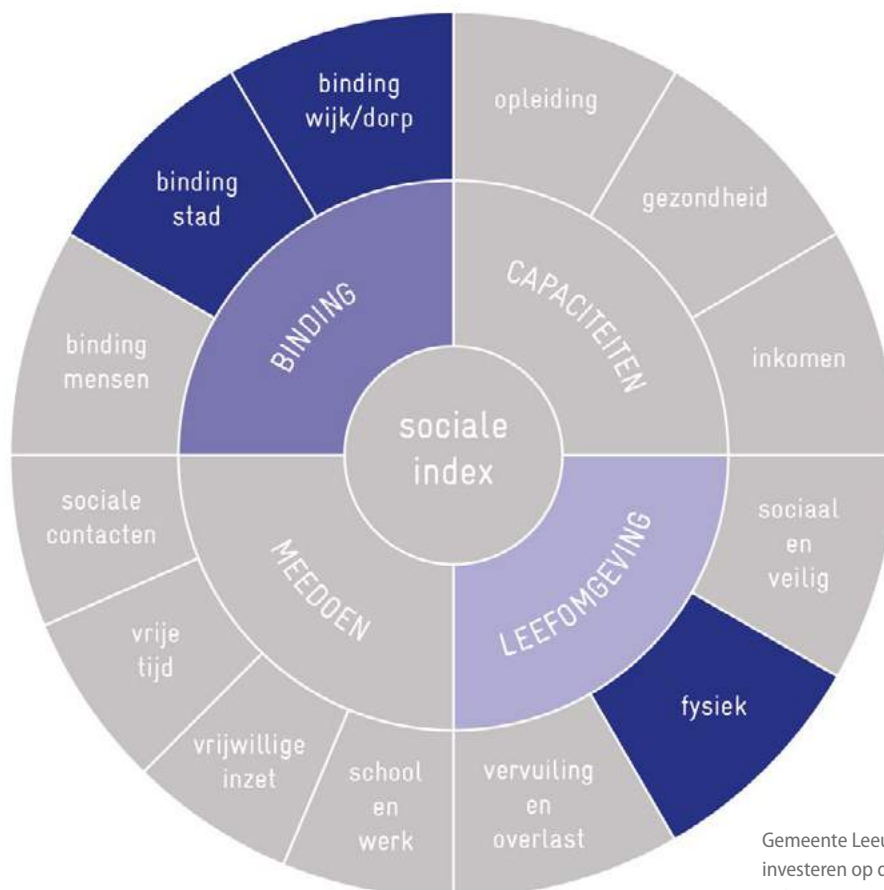 binding
wijk/dorp
opleiding
binding
stad
gezondheid
BINDING
CAPACITEITEN
binding
mensen
inkomen
sociale
index
sociale
contacten
sociaal
en
veilig
MEEDOEN
LEEFOMGEVING
vrije
tijd
fysiek
vrijwillige
inzet
school
en
werk
vervuiling
en
overlast
Gemeente
investeren op